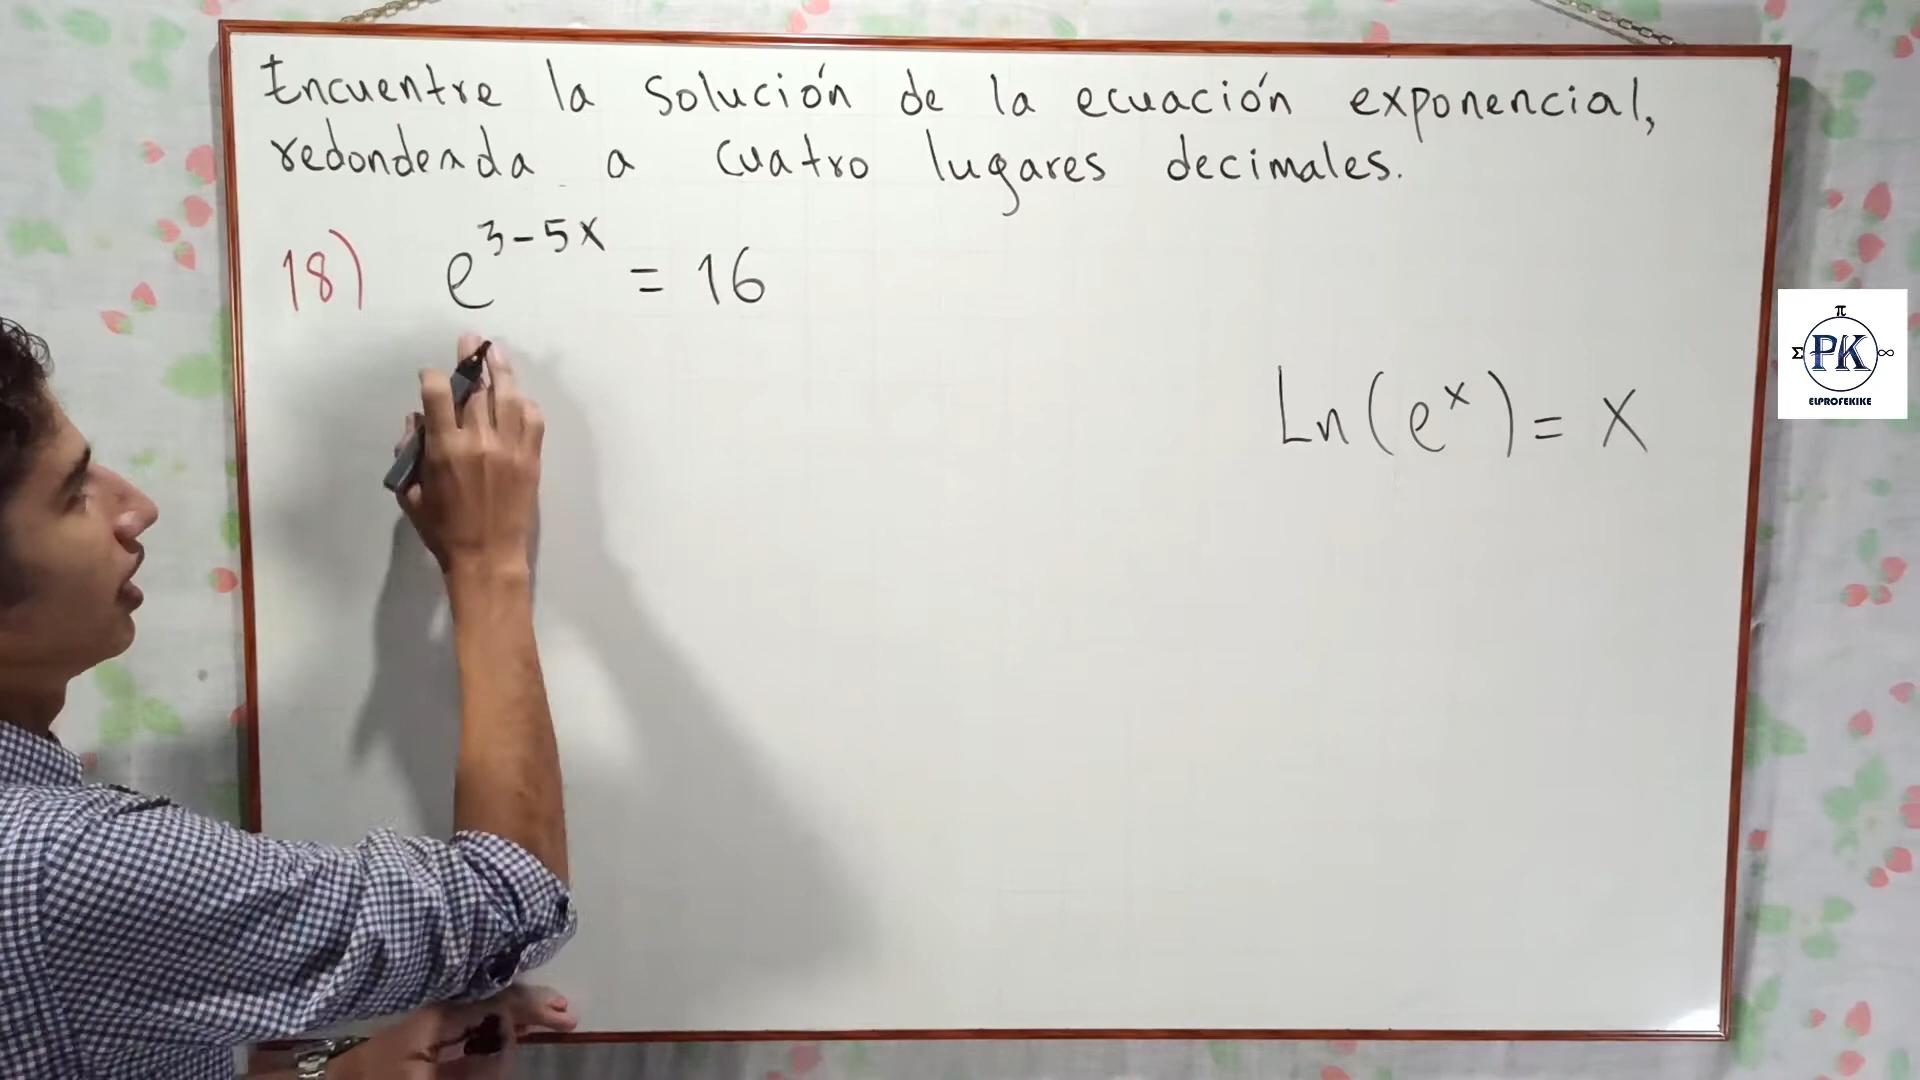 Encuentre la solución de la ecuación exponencial,
redondeada a cuatro lugares decimales.
18) e^{3-5x} = 16
Ln(e^x) = x
π
Σ PK ∞
ELPROFEKIKE